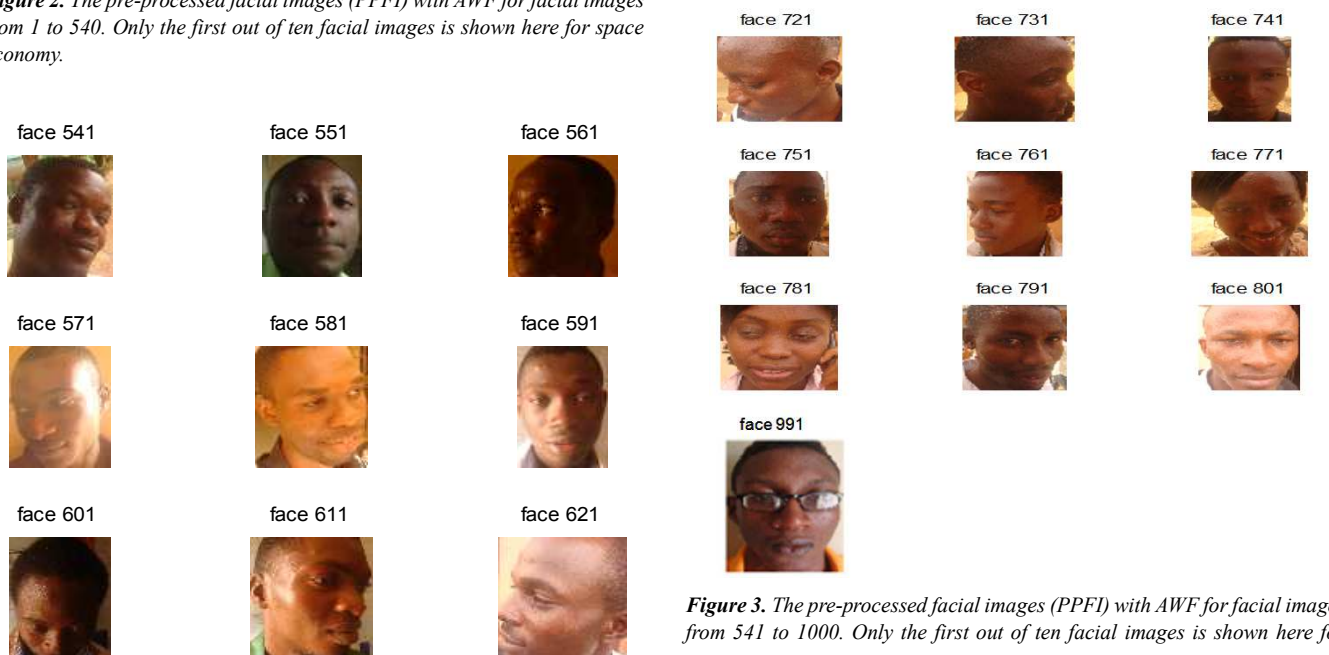 Figure 2. The pre-processed facial images (PPFI) with AWF for facial images
from 1 to 540. Only the first out of ten facial images is shown here for space
economy.
face 541 face 551 face 561
face 571 face 581 face 591
face 601 face 611 face 621
face 721 face 731 face 741
face 751 face 761 face 771
face 781 face 791 face 801
face 991
Figure 3. The pre-processed facial images (PPFI) with AWF for facial images
from 541 to 1000. Only the first out of ten facial images is shown here for